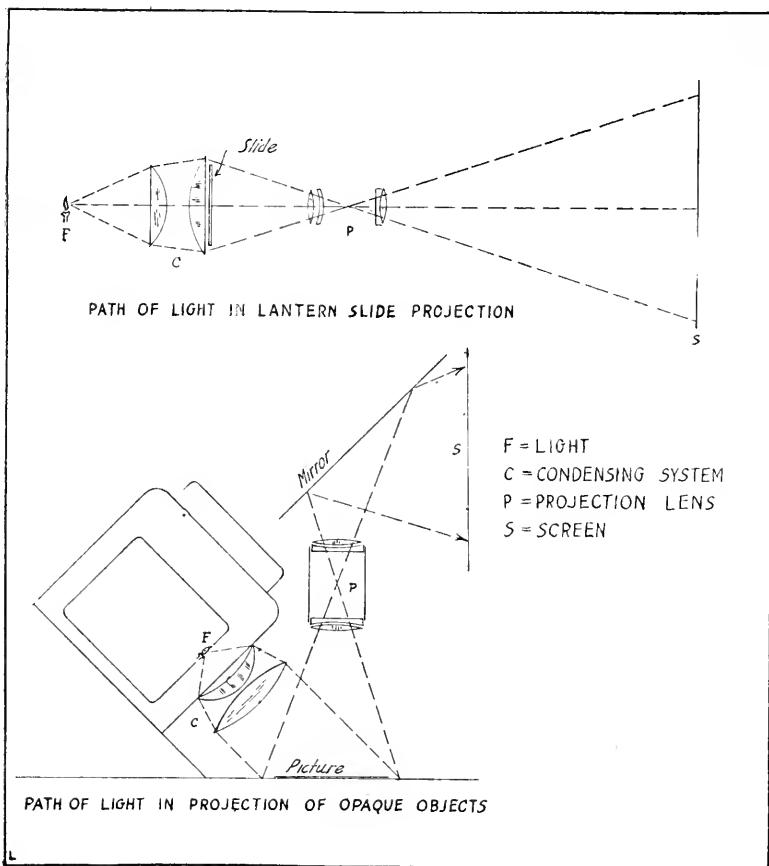 Slide
F
C
P
S
PATH OF LIGHT IN LANTERN SLIDE PROJECTION
Mirror
S
F = LIGHT
C = CONDENSING SYSTEM
P = PROJECTION LENS
S = SCREEN
P
F
C
Picture
PATH OF LIGHT IN PROJECTION OF OPAQUE OBJECTS
L